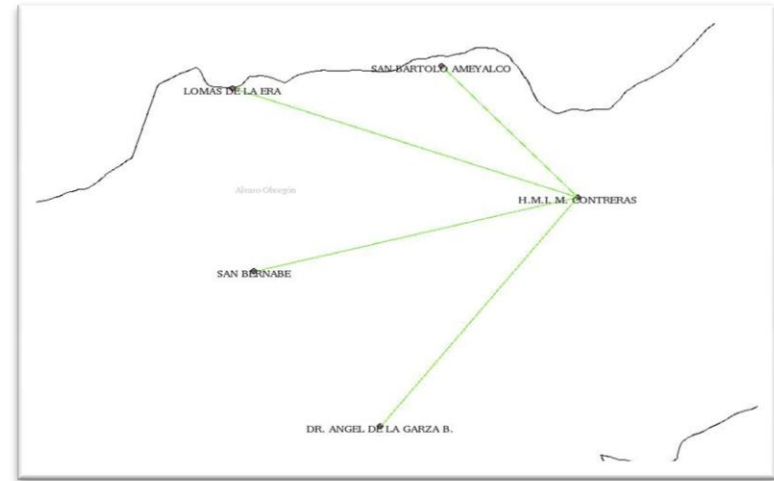 SAN BARTOLO AMEYALCO
LOMAS DE LA ERA
Alvaro Obregón
H.M.I. M. CONTRERAS
SAN BERNABE
DR. ANGEL DE LA GARZA B.